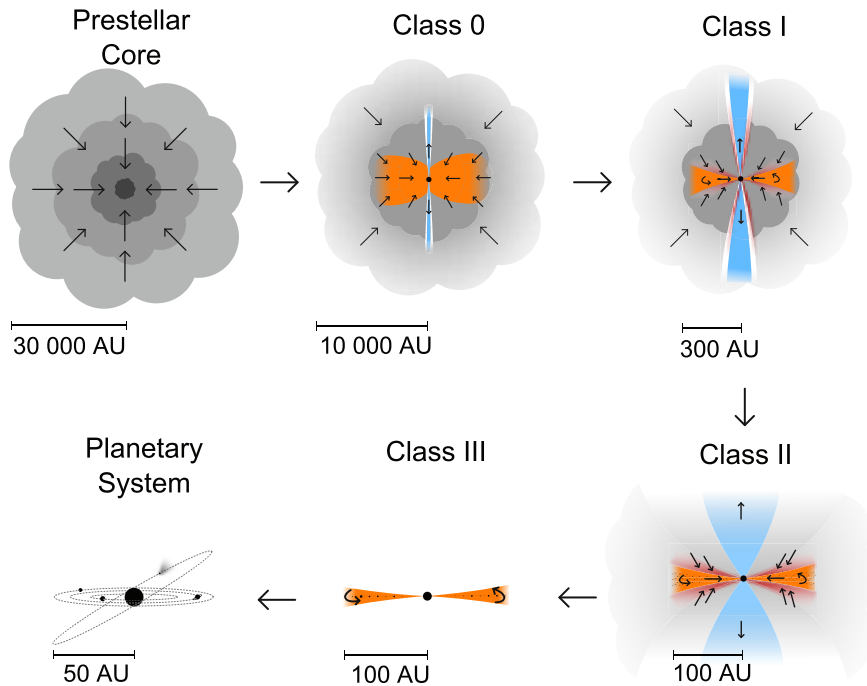 Prestellar
Core
Class 0
Class I
30 000 AU
10 000 AU
300 AU
Planetary
System
Class III
Class II
50 AU
100 AU
100 AU